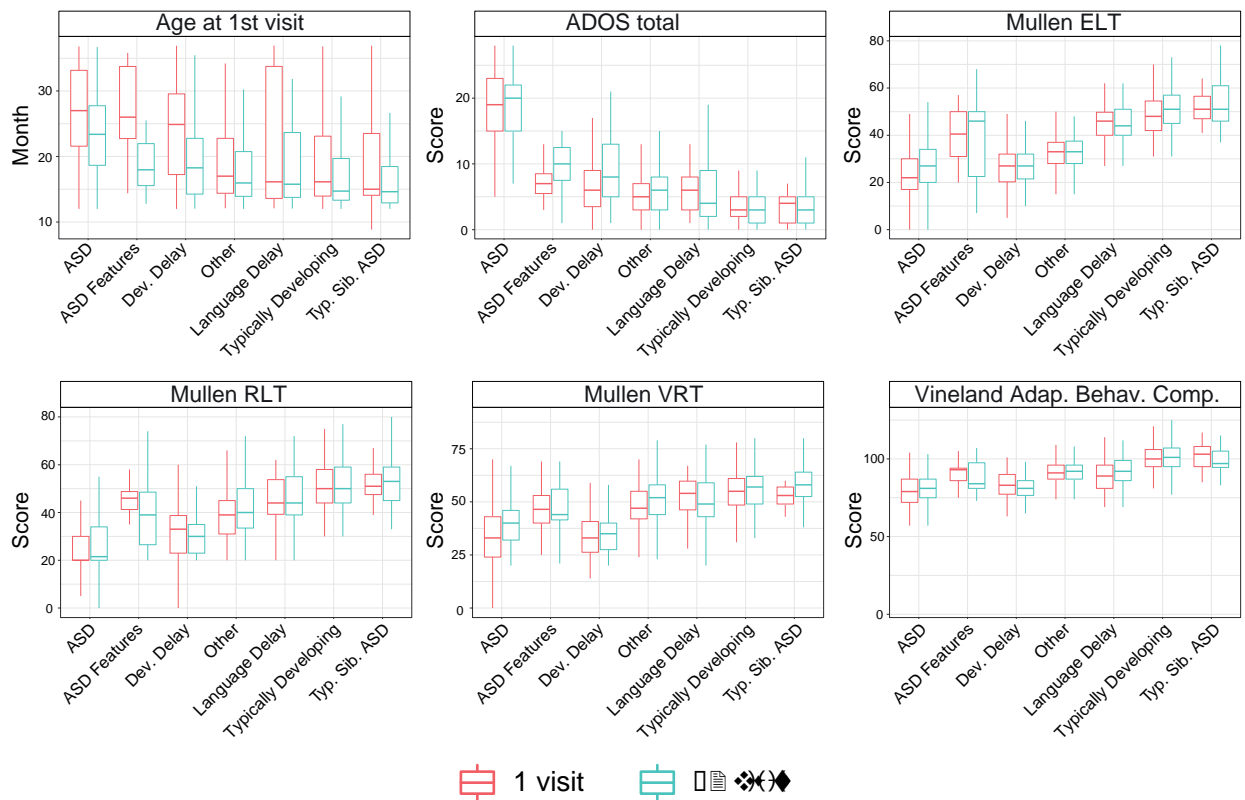 Age at 1st visit
ADOS total
Mullen ELT
Month
30
20
10
Score
20
10
0
Score
80
60
40
20
0
ASD
ASD Features
Dev. Delay
Other
Language Delay
Typically Developing
Typ. Sib. ASD
ASD
ASD Features
Dev. Delay
Other
Language Delay
Typically Developing
Typ. Sib. ASD
ASD
ASD Features
Dev. Delay
Other
Language Delay
Typically Developing
Typ. Sib. ASD
Mullen RLT
Mullen VRT
Vineland Adap. Behav. Comp.
Score
80
60
40
20
0
Score
75
50
25
0
Score
100
50
0
ASD
ASD Features
Dev. Delay
Other
Language Delay
Typically Developing
Typ. Sib. ASD
ASD
ASD Features
Dev. Delay
Other
Language Delay
Typically Developing
Typ. Sib. ASD
ASD
ASD Features
Dev. Delay
Other
Language Delay
Typically Developing
Typ. Sib. ASD
1 visit